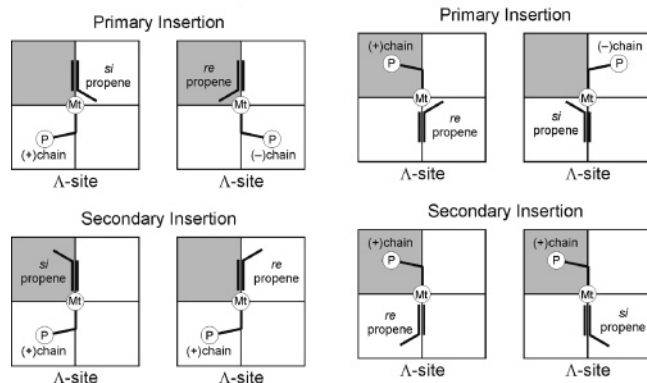 Primary Insertion
si
propene
Mt
P
(+)chain
Λ-site
re
propene
Mt
P
(–)chain
Λ-site
Secondary Insertion
si
propene
Mt
P
(+)chain
Λ-site
re
propene
Mt
P
(+)chain
Λ-site
Primary Insertion
(+)chain
P
Mt
re
propene
Λ-site
(–)chain
P
Mt
si
propene
Λ-site
Secondary Insertion
(+)chain
P
Mt
re
propene
Λ-site
(+)chain
P
Mt
si
propene
Λ-site